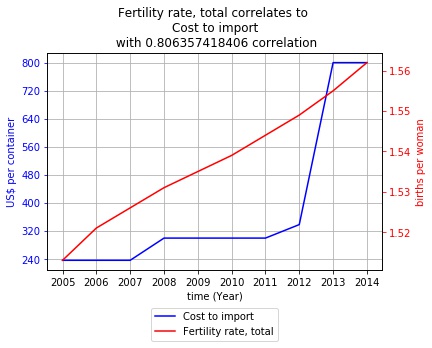 Fertility rate, total correlates to
Cost to import
with 0.806357418406 correlation
800
720
640
560
480
400
320
240
US$ per container
1.56
1.55
1.54
1.53
1.52
births per woman
2005 2006 2007 2008 2009 2010 2011 2012 2013 2014
time (Year)
Cost to import
Fertility rate, total